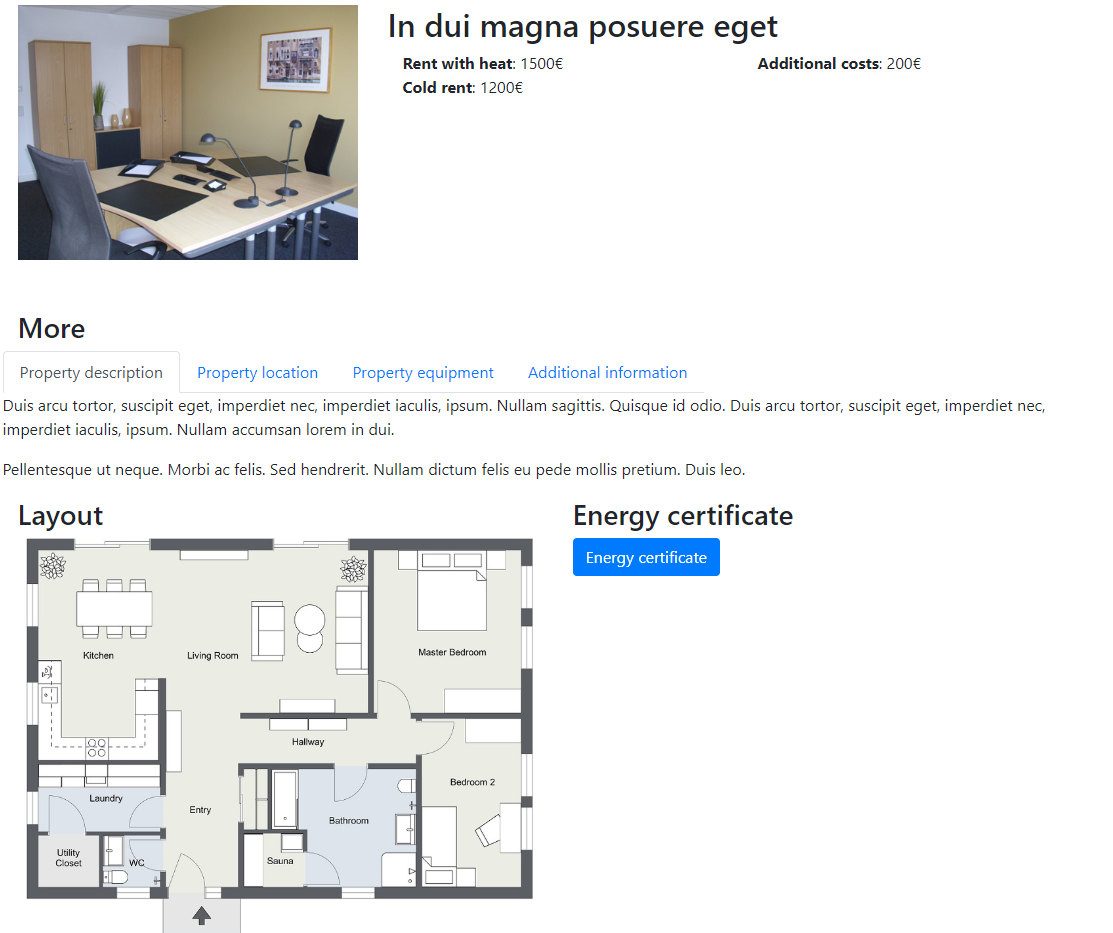 In dui magna posuere eget
Rent with heat: 1500€ Additional costs: 200€
Cold rent: 1200€
More
Property description Property location Property equipment Additional information
Duis arcu tortor, suscipit eget, imperdiet nec, imperdiet iaculis, ipsum. Nullam sagittis. Quisque id odio. Duis arcu tortor, suscipit eget, imperdiet nec,
imperdiet iaculis, ipsum. Nullam accumsan lorem in dui.
Pellentesque ut neque. Morbi ac felis. Sed hendrerit. Nullam dictum felis eu pede mollis pretium. Duis leo.
Layout
Energy certificate
Energy certificate
Kitchen
Living Room
Master Bedroom
Hallway
Bedroom 2
Laundry
Entry
Bathroom
Utility
Closet
WC
Sauna